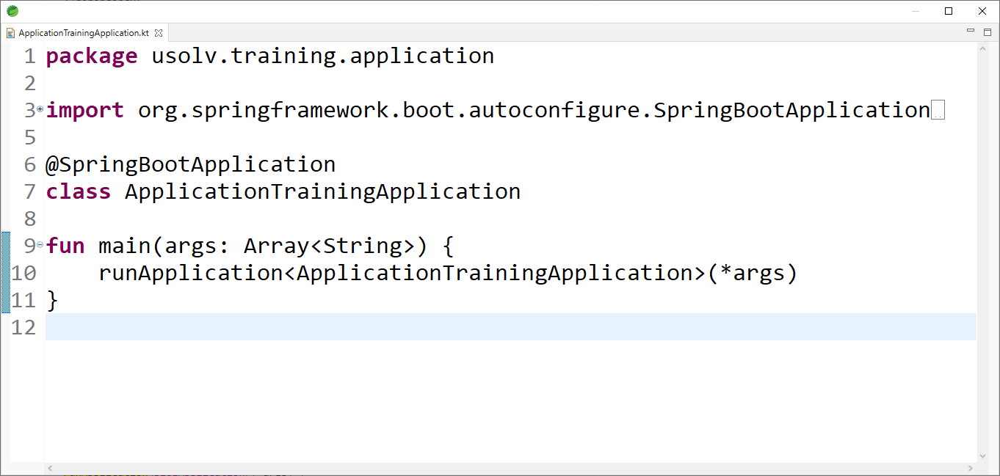 ApplicationTrainingApplication.kt
1 package usolv.training.application
2
3 import org.springframework.boot.autoconfigure.SpringBootApplication
5
6 @SpringBootApplication
7 class ApplicationTrainingApplication
8
9 fun main(args: Array<String>) {
10 runApplication<ApplicationTrainingApplication>(*args)
11 }
12